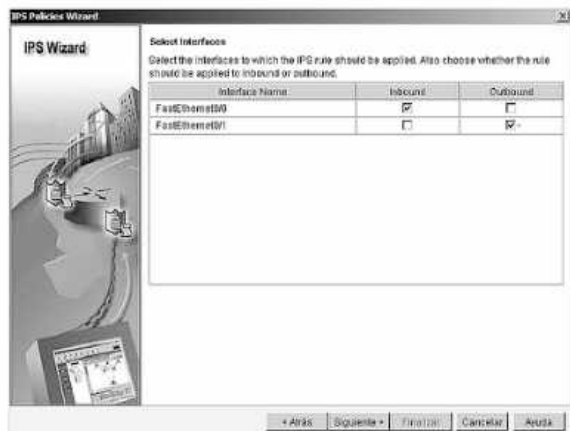 IPS Policies Wizard
IPS Wizard
Select Interfaces
Select the interfaces to which the IPS rule should be applied. Also choose whether the rule
should be applied to inbound or outbound.
Interface Name Inbound Outbound
FastEthernet0/0
FastEthernet0/1
< Atrás Siguiente > Finalizar Cancelar Ayuda